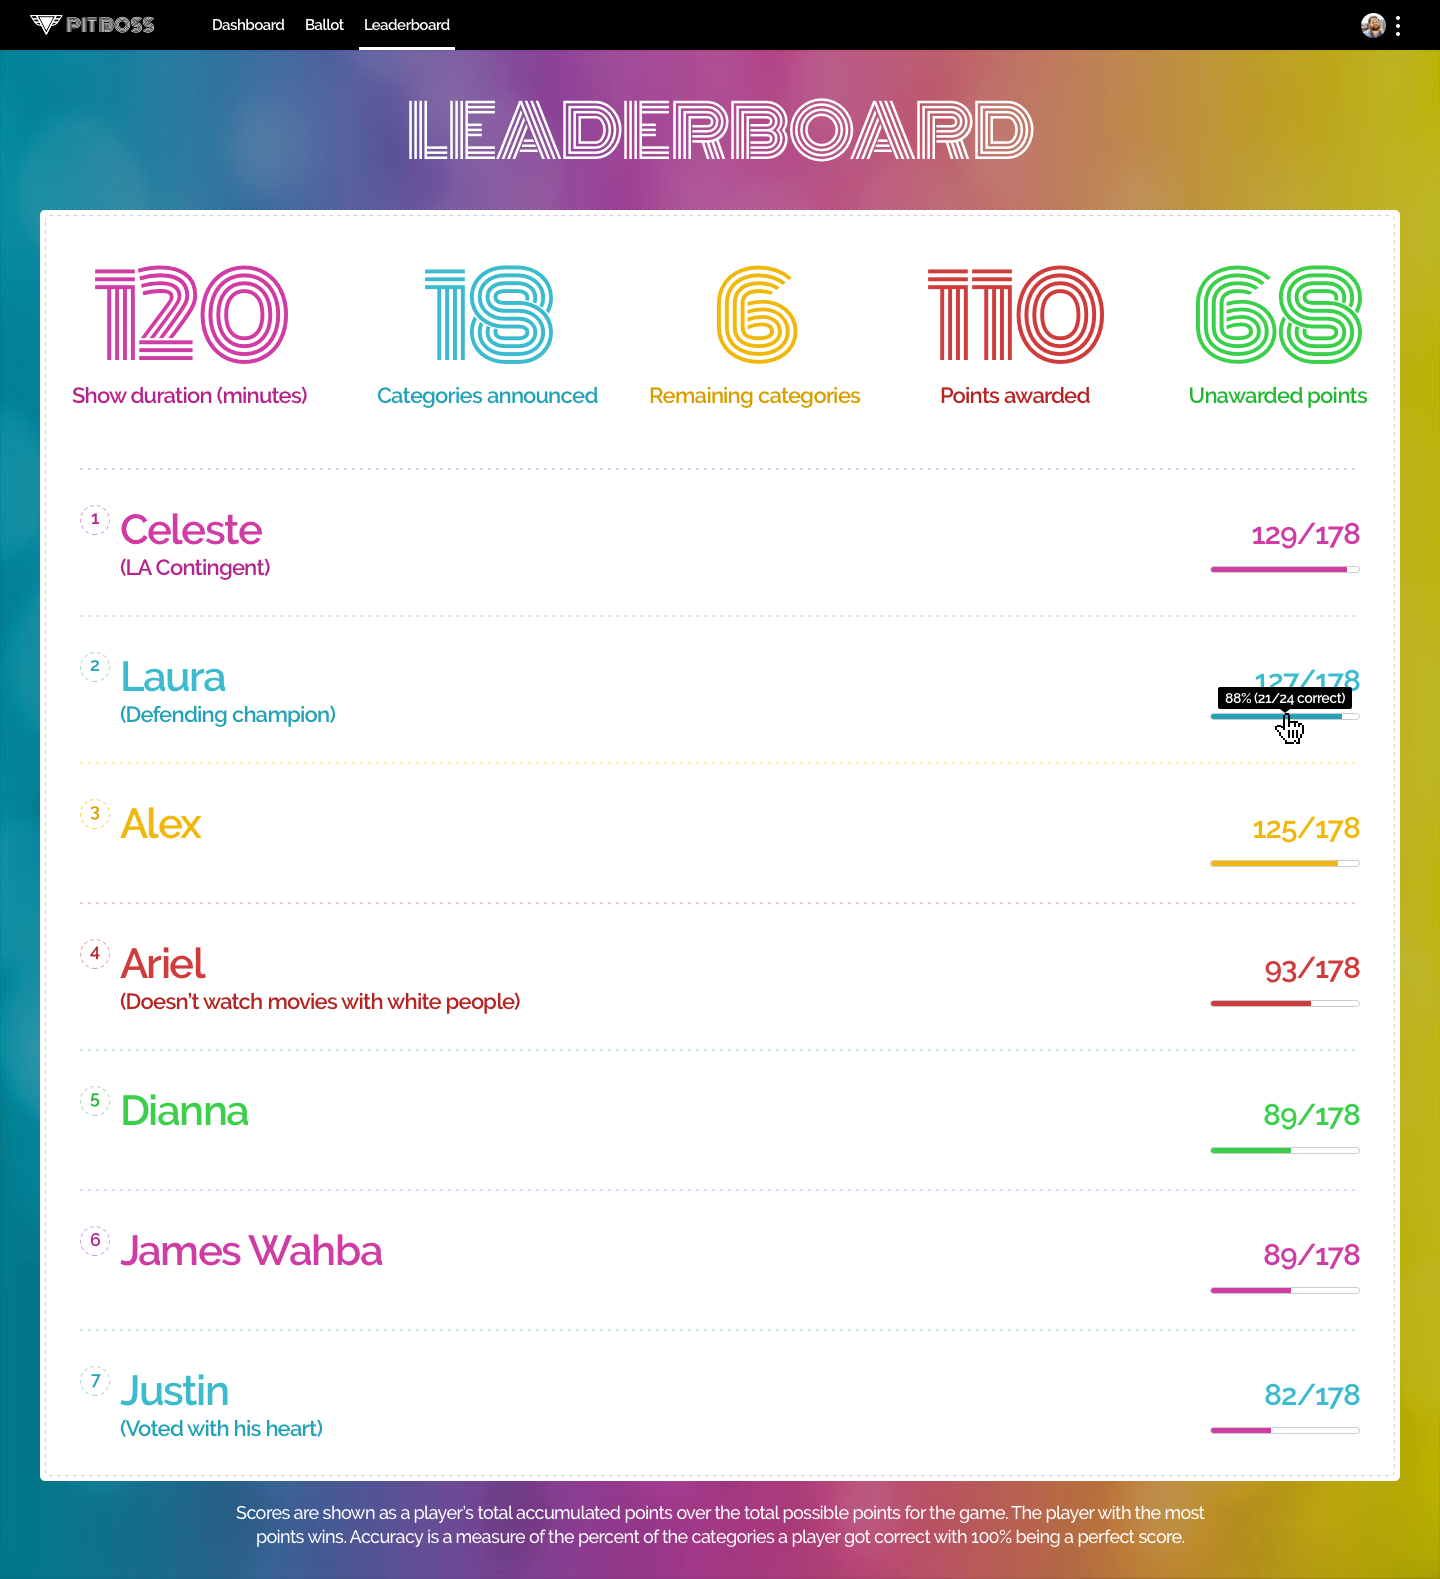 PITBOSS
Dashboard Ballot Leaderboard
LEADERBOARD
120 18 6 110 68
Show duration (minutes) Categories announced Remaining categories Points awarded Unawarded points
1 Celeste 129/178
(LA Contingent)
2 Laura 127/178
88% (21/24 correct)
(Defending champion)
3 Alex 125/178
4 Ariel 93/178
(Doesn’t watch movies with white people)
5 Dianna 89/178
6 James Wahba 89/178
7 Justin 82/178
(Voted with his heart)
Scores are shown as a player’s total accumulated points over the total possible points for the game. The player with the most
points wins. Accuracy is a measure of the percent of the categories a player got correct with 100% being a perfect score.